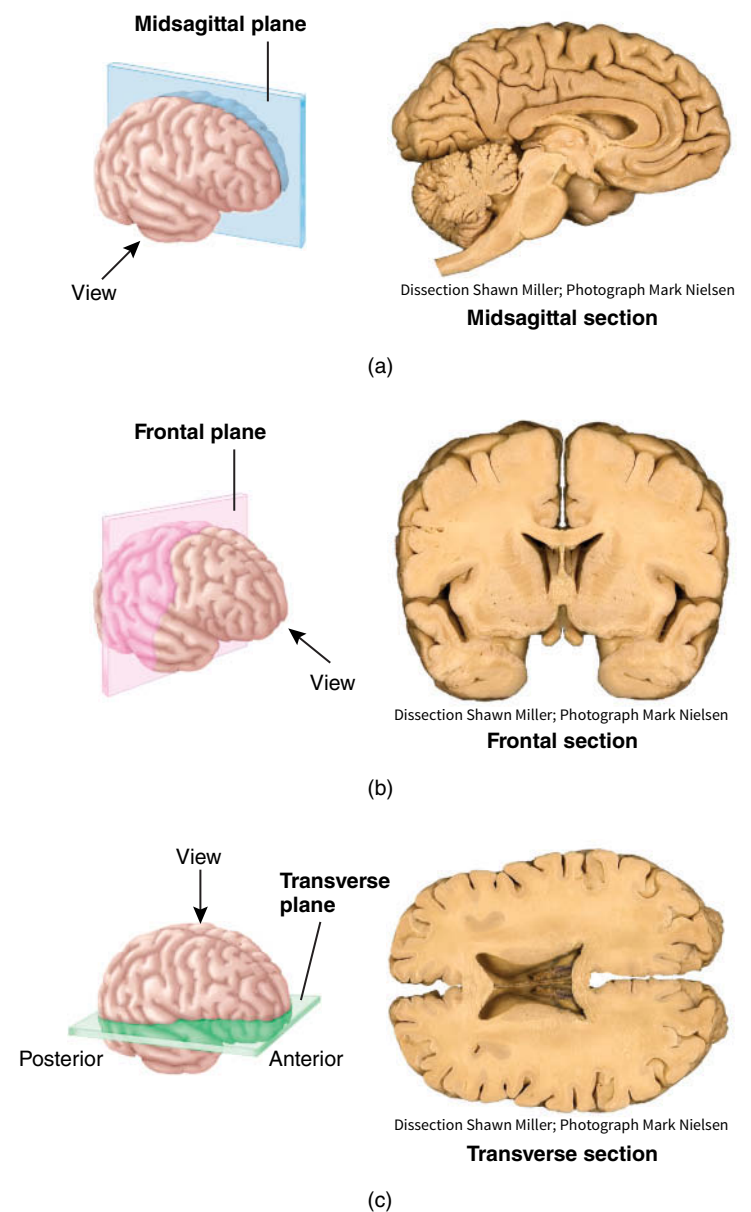 Midsagittal plane
View
Dissection Shawn Miller; Photograph Mark Nielsen
Midsagittal section
(a)
Frontal plane
View
Dissection Shawn Miller; Photograph Mark Nielsen
Frontal section
(b)
View
Transverse
plane
Posterior
Anterior
Dissection Shawn Miller; Photograph Mark Nielsen
Transverse section
(c)